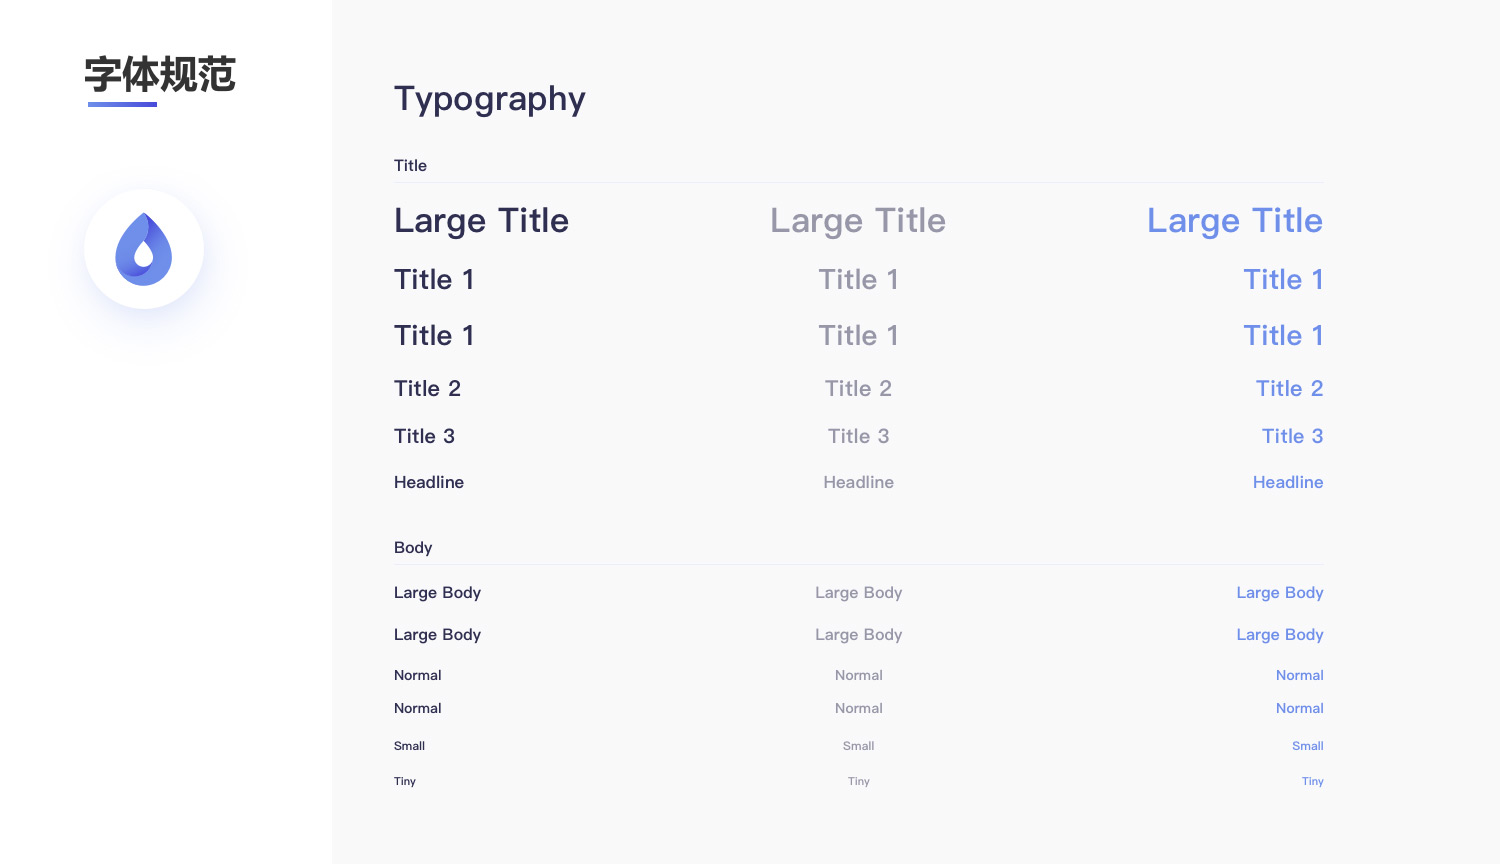 字体规范
Typography
Title
Large Title Large Title Large Title
Title 1 Title 1 Title 1
Title 1 Title 1 Title 1
Title 2 Title 2 Title 2
Title 3 Title 3 Title 3
Headline Headline Headline
Body
Large Body Large Body Large Body
Large Body Large Body Large Body
Normal Normal Normal
Normal Normal Normal
Small Small Small
Tiny Tiny Tiny